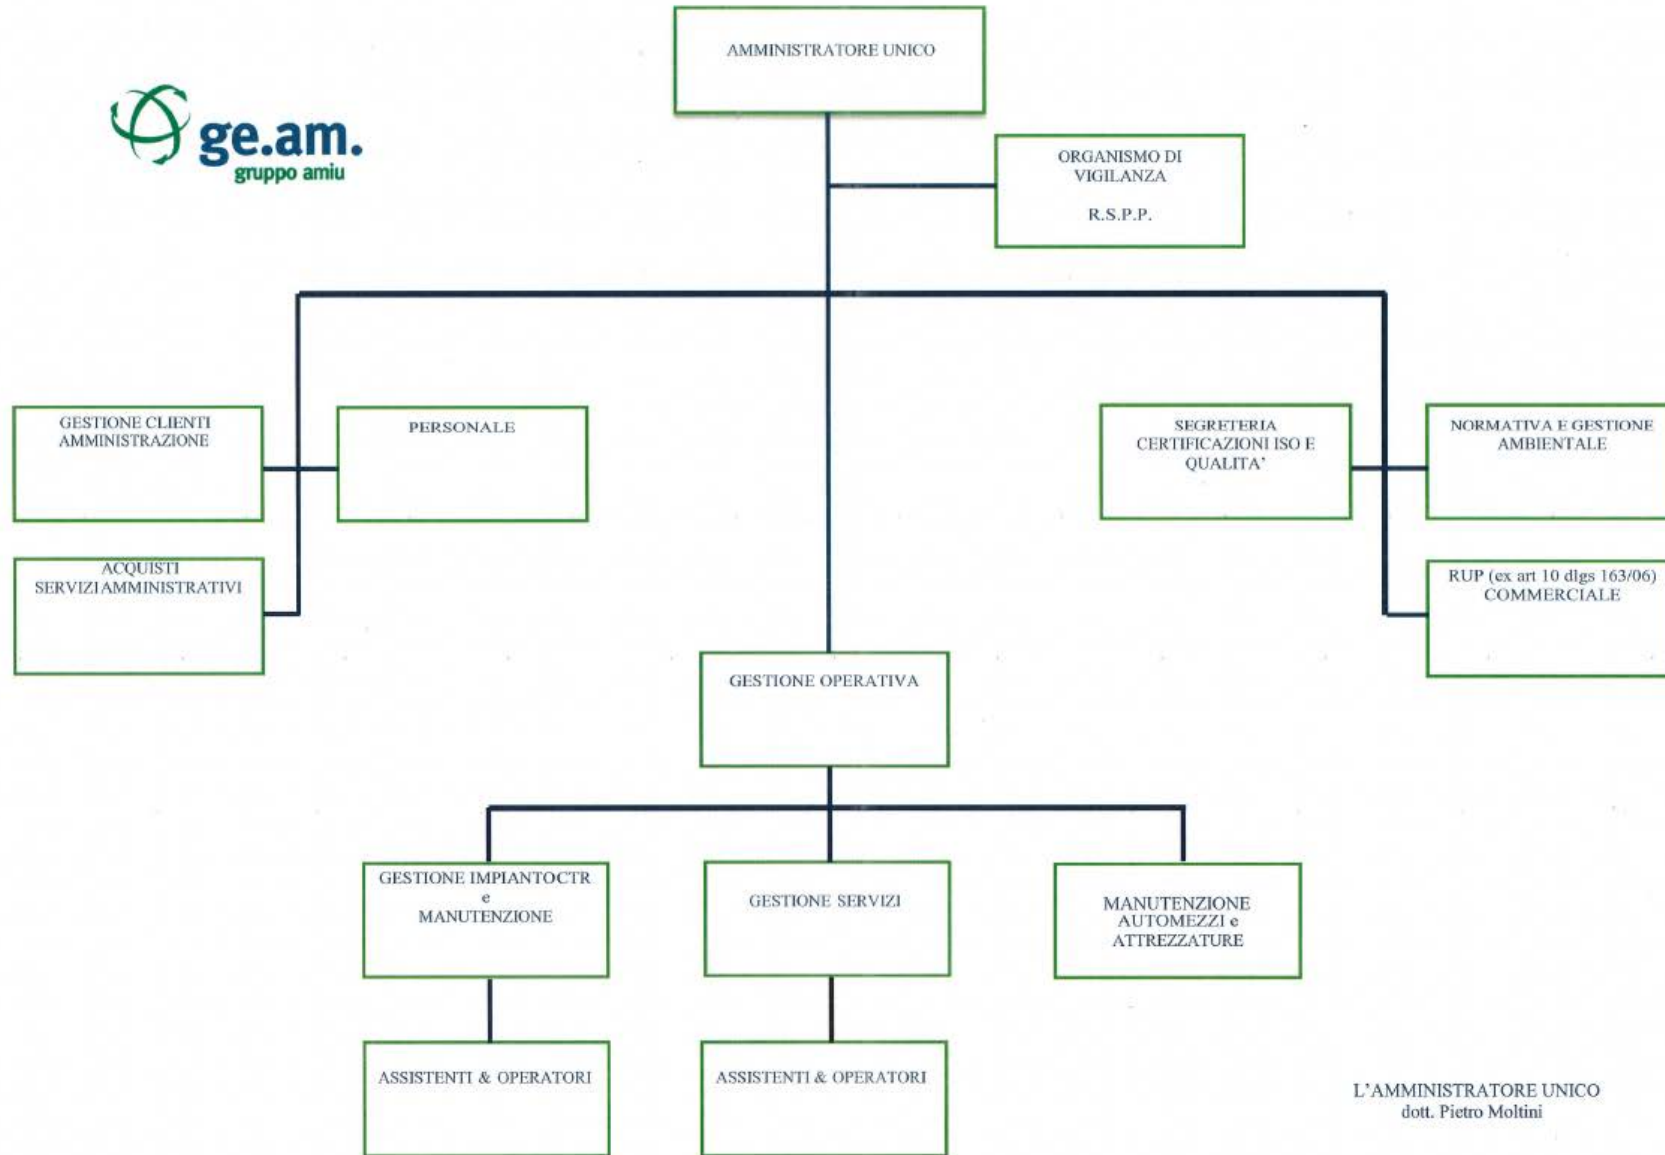 AMMINISTRATORE UNICO
ge.am.
gruppo amiu
ORGANISMO DI
VIGILANZA
R.S.P.P.
GESTIONE CLIENTI
AMMINISTRAZIONE
PERSONALE
SEGRETERIA
CERTIFICAZIONI ISO E
QUALITA’
NORMATIVA E GESTIONE
AMBIENTALE
ACQUISTI
SERVIZI AMMINISTRATIVI
RUP (ex art 10 dlgs 163/06)
COMMERCIALE
GESTIONE OPERATIVA
GESTIONE IMPIANTOCTR
e
MANUTENZIONE
GESTIONE SERVIZI
MANUTENZIONE
AUTOMEZZI e
ATTREZZATURE
ASSISTENTI & OPERATORI
ASSISTENTI & OPERATORI
L’AMMINISTRATORE UNICO
dott. Pietro Moltini